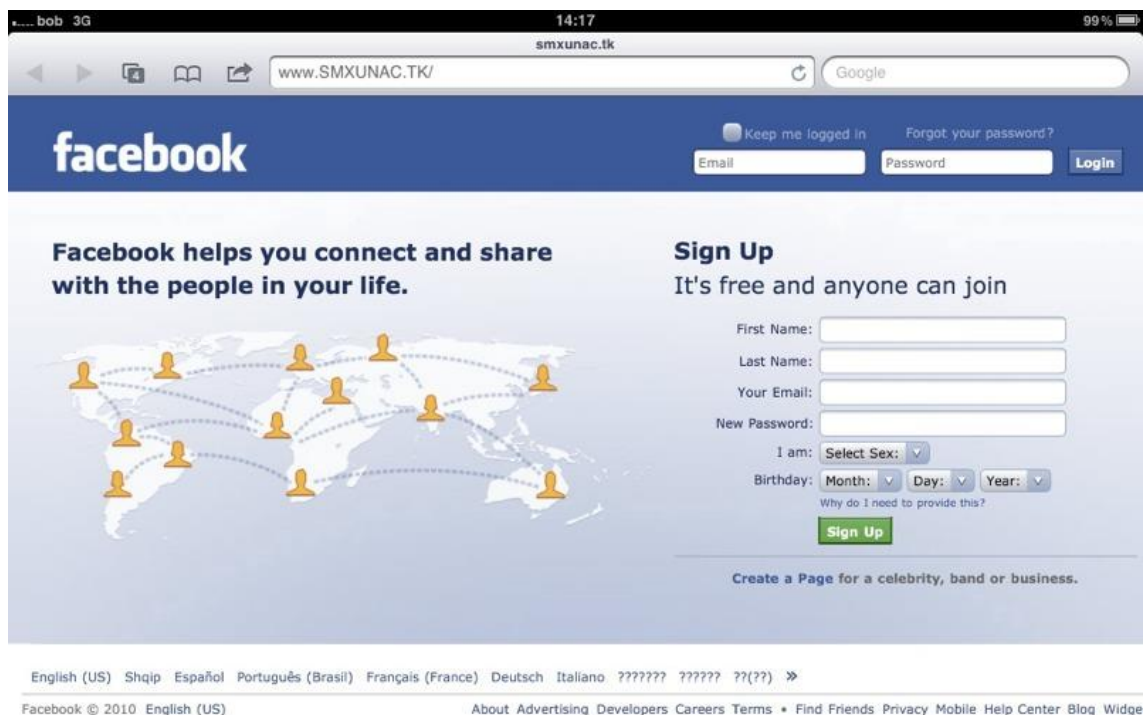 bob 3G 14:17 99%
smxunac.tk
4 www.SMXUNAC.TK/ Google
facebook
Keep me logged in Forgot your password?
Email Password Login
Facebook helps you connect and share
with the people in your life.
Sign Up
It's free and anyone can join
First Name:
Last Name:
Your Email:
New Password:
I am: Select Sex:
Birthday: Month: Day: Year:
Why do I need to provide this?
Sign Up
Create a Page for a celebrity, band or business.
English (US) Shqip Español Português (Brasil) Français (France) Deutsch Italiano ??????? ?????? ??(??) »
Facebook © 2010 English (US) About Advertising Developers Careers Terms • Find Friends Privacy Mobile Help Center Blog Widge